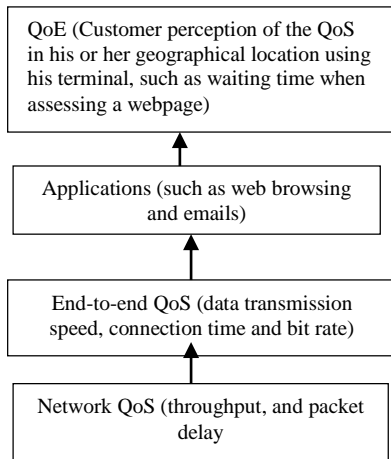 QoE (Customer perception of the QoS
in his or her geographical location using
his terminal, such as waiting time when
assessing a webpage)
Applications (such as web browsing
and emails)
End-to-end QoS (data transmission
speed, connection time and bit rate)
Network QoS (throughput, and packet
delay